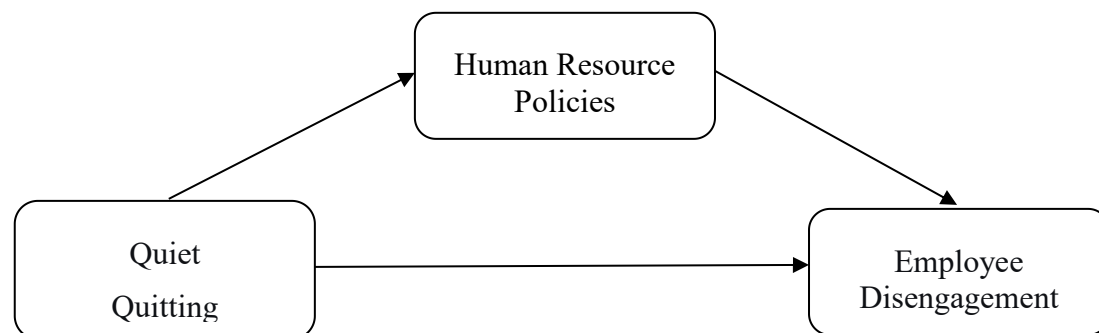 Human Resource
Policies
Quiet
Quitting
Employee
Disengagement